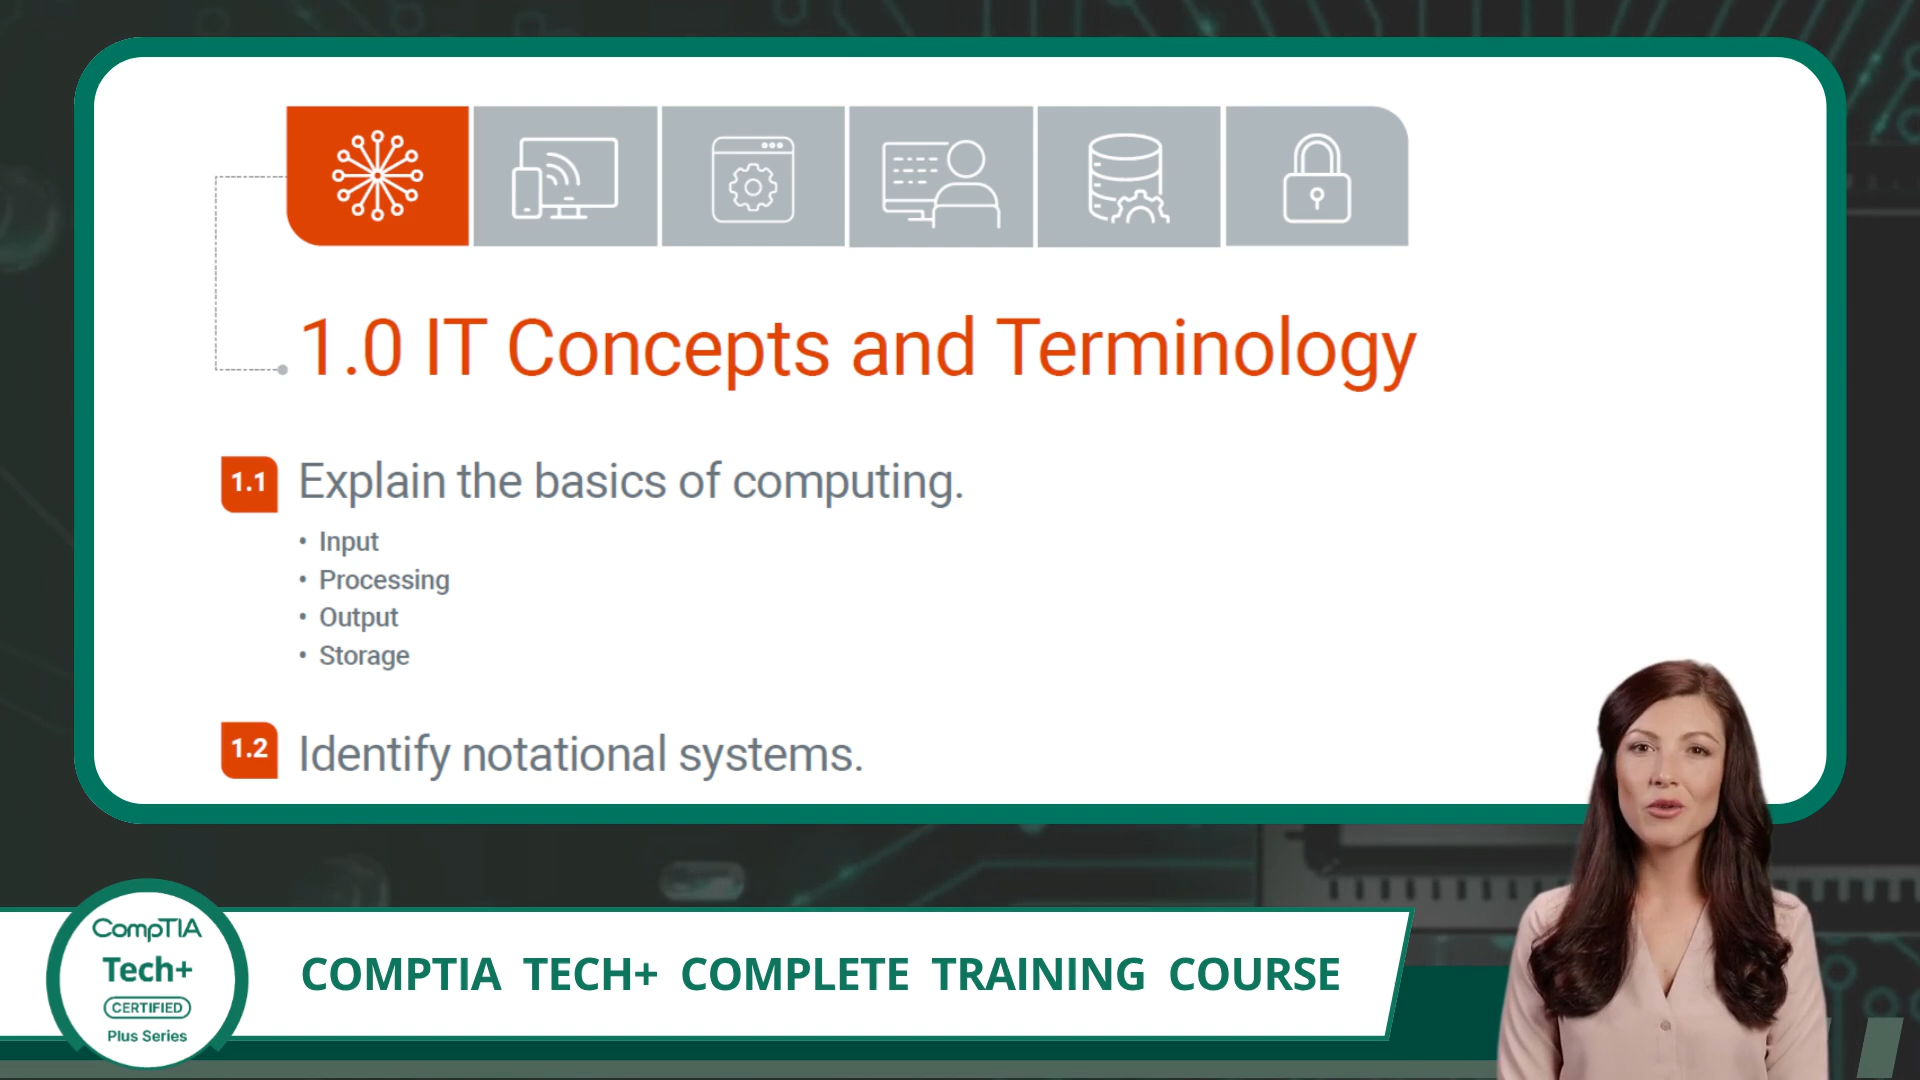 1.0 IT Concepts and Terminology
1.1 Explain the basics of computing.
• Input
• Processing
• Output
• Storage
1.2 Identify notational systems.
CompTIA
Tech+
CERTIFIED
Plus Series
COMPTIA TECH+ COMPLETE TRAINING COURSE